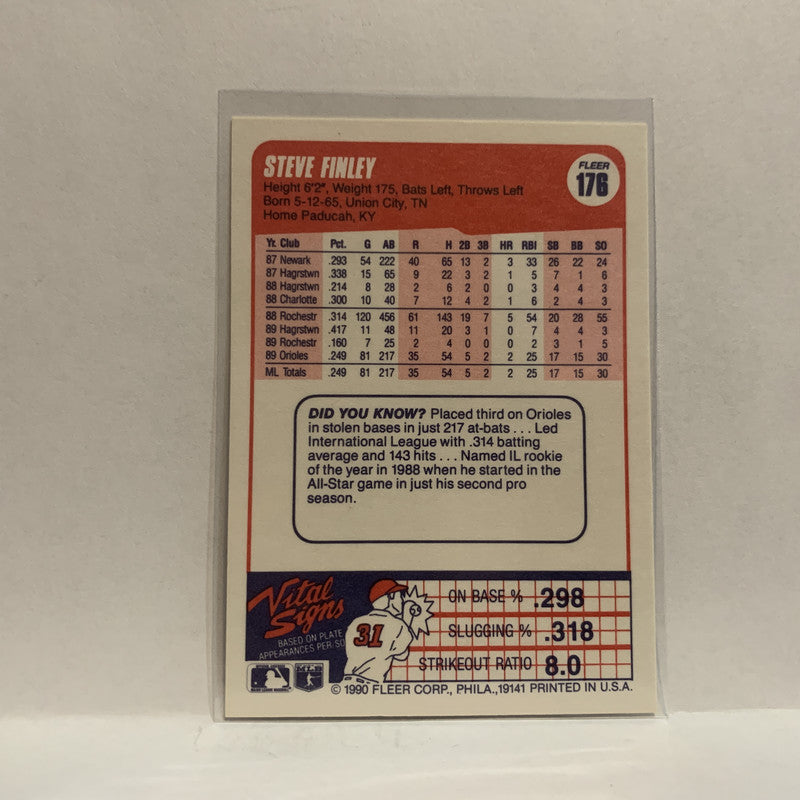 STEVE FINLEY
FLEER
176
Height 6'2", Weight 175, Bats Left, Throws Left
Born 5-12-65, Union City, TN
Home Paducah, KY
Yr. Club Pct. G AB R H 2B 3B HR RBI SB BB SO
87 Newark .293 54 222 40 65 13 2 3 33 26 22 24
87 Hagrstwn .338 15 65 9 22 3 2 1 5 7 1 6
88 Hagrstwn .214 8 28 2 6 2 0 0 3 4 4 3
88 Charlotte .300 10 40 7 12 4 2 1 6 2 4 3
88 Rochestr .314 120 456 61 143 19 7 5 54 20 28 55
89 Hagrstwn .417 11 48 11 20 3 1 0 7 4 4 3
89 Rochestr .160 7 25 2 4 0 0 0 2 3 1 5
89 Orioles .249 81 217 35 54 5 2 2 25 17 15 30
ML Totals .249 81 217 35 54 5 2 2 25 17 15 30
DID YOU KNOW? Placed third on Orioles
in stolen bases in just 217 at-bats . . . Led
International League with .314 batting
average and 143 hits . . . Named IL rookie
of the year in 1988 when he started in the
All-Star game in just his second pro
season.
Vital
Signs
BASED ON PLATE
APPEARANCES PER SO
31
ON BASE % .298
SLUGGING % .318
STRIKEOUT RATIO 8.0
© 1990 FLEER CORP., PHILA.,19141 PRINTED IN U.S.A.